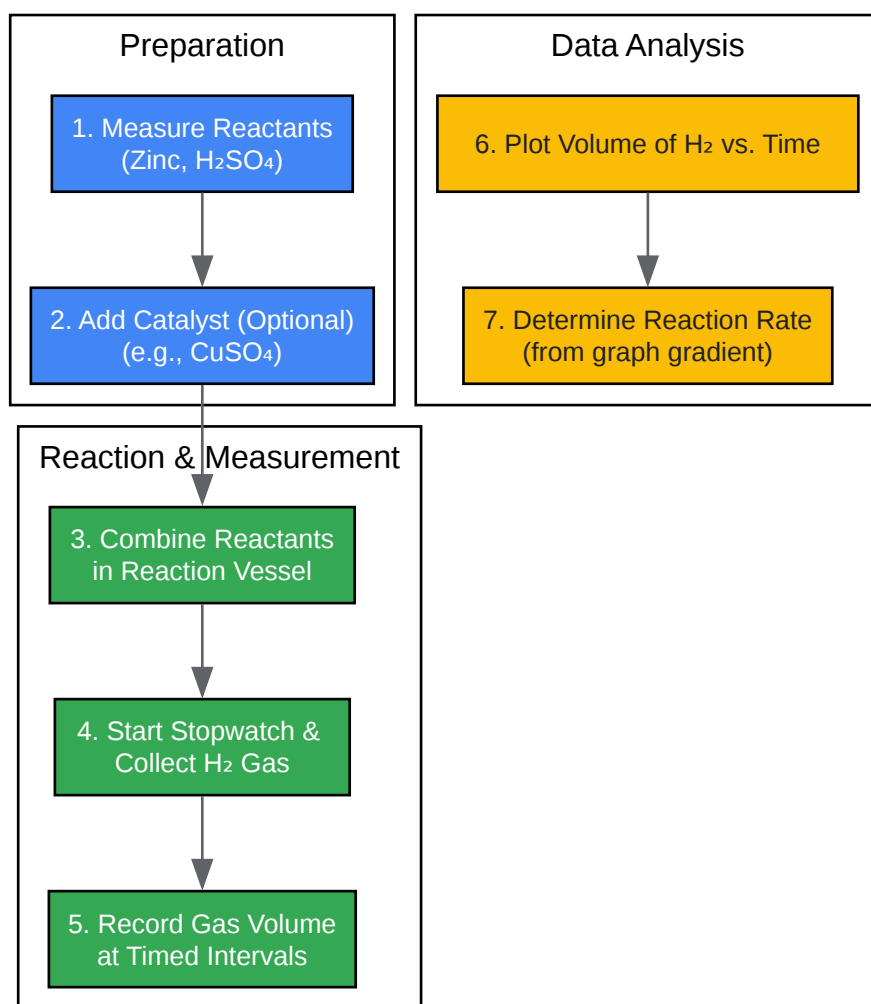 Preparation
1. Measure Reactants
(Zinc, H₂SO₄)
2. Add Catalyst (Optional)
(e.g., CuSO₄)
Reaction & Measurement
3. Combine Reactants
in Reaction Vessel
4. Start Stopwatch &
Collect H₂ Gas
5. Record Gas Volume
at Timed Intervals
Data Analysis
6. Plot Volume of H₂ vs. Time
7. Determine Reaction Rate
(from graph gradient)